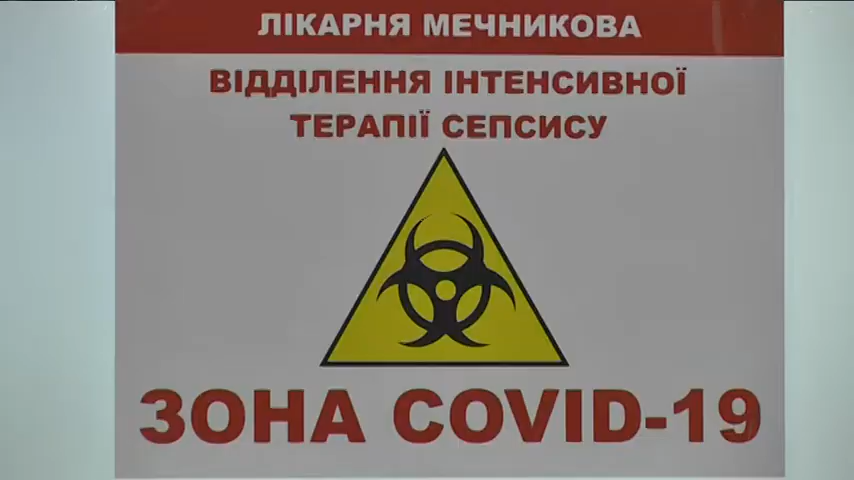 ЛІКАРНЯ МЕЧНИКОВА
ВІДДІЛЕННЯ ІНТЕНСИВНОЇ
ТЕРАПІЇ СЕПСИСУ
ЗОНА COVID-19